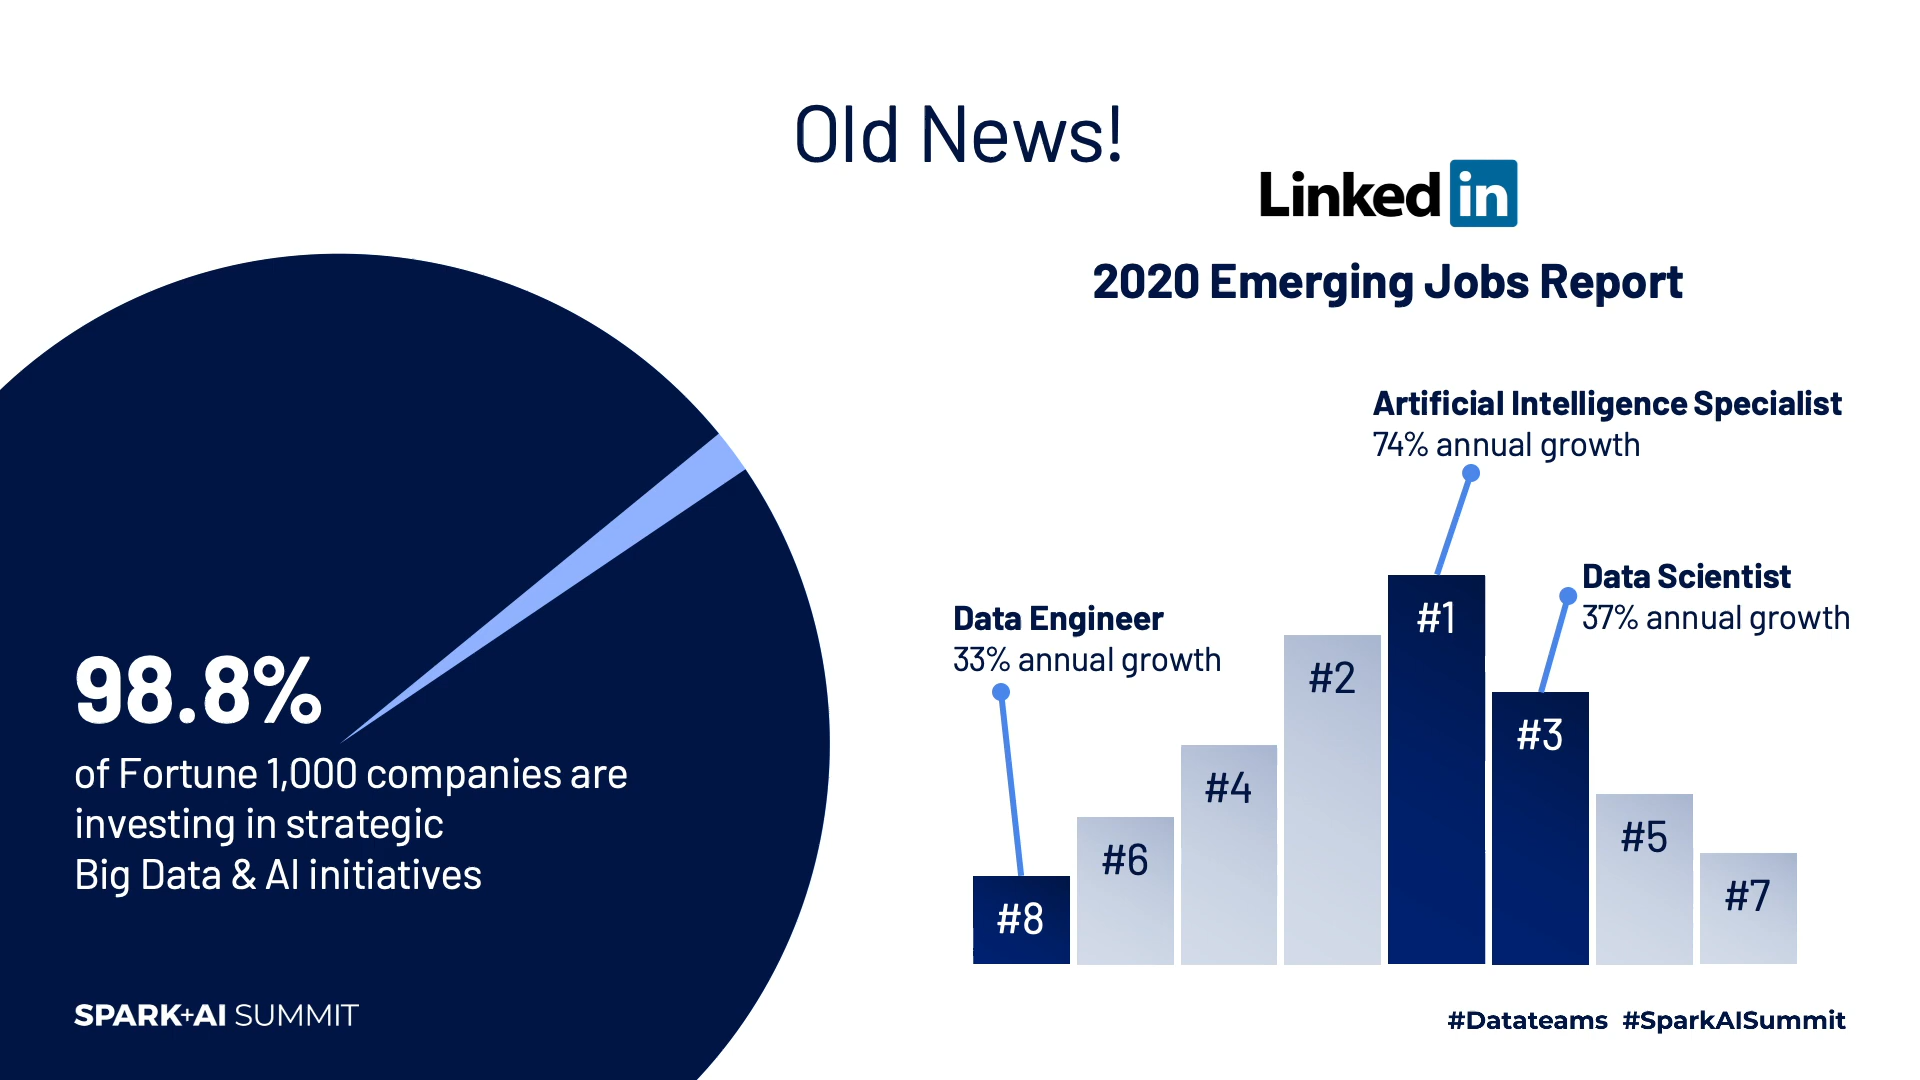 Old News!
Linked in
2020 Emerging Jobs Report
98.8%
of Fortune 1,000 companies are
investing in strategic
Big Data & AI initiatives
Artificial Intelligence Specialist
74% annual growth
Data Scientist
37% annual growth
Data Engineer
33% annual growth
#8
#6
#4
#2
#1
#3
#5
#7
SPARK+AI SUMMIT
#Datateams #SparkAISummit